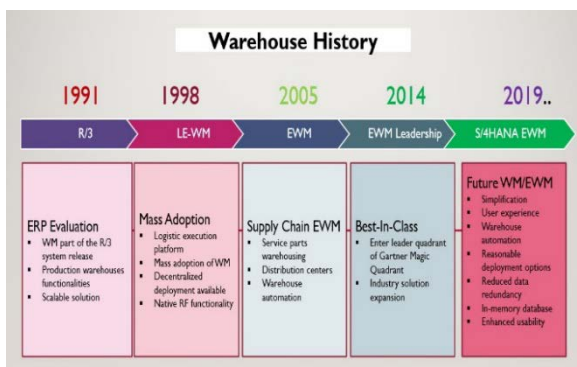 Warehouse History
1991
1998
2005
2014
2019..
R/3
LE-WM
EWM
EWM Leadership
S/4HANA EWM
ERP Evaluation
▪ WM part of the R/3
system release
▪ Production warehouses
functionalities
▪ Scalable solution
Mass Adoption
▪ Logistic execution
platform
▪ Mass adoption of WM
▪ Decentralized
deployment available
▪ Native RF functionality
Supply Chain EWM
▪ Service parts
warehousing
▪ Distribution centers
▪ Warehouse
automation
Best-In-Class
▪ Enter leader quadrant
of Gartner Magic
Quadrant
▪ Industry solution
expansion
Future WM/EWM
▪ Simplification
▪ User experience
▪ Warehouse
automation
▪ Reasonable
deployment options
▪ Reduced data
redundancy
▪ In-memory database
▪ Enhanced usability